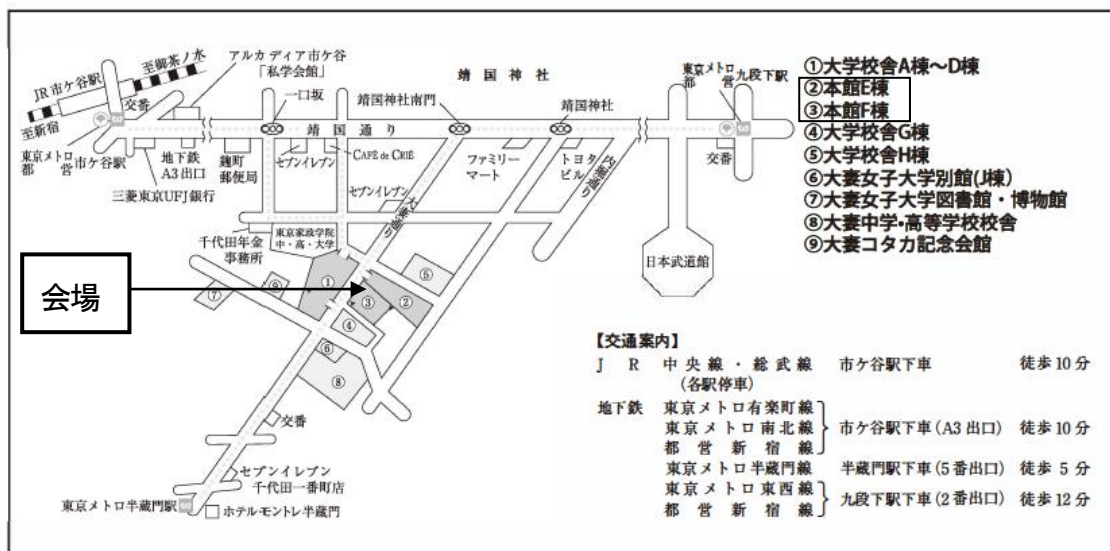 JR市ケ谷駅
至御茶ノ水
至新宿
交番
アルカディア市ケ谷
「私学会館」
一口坂
靖国神社
靖国神社南門
靖国神社
東京メトロ
都営
九段下駅
東京メトロ
都営
市ケ谷駅
靖国通り
地下鉄
A3出口
麹町
郵便局
セブンイレブン
CAFÉ de CRIÉ
ファミリー
マート
トヨタ
ビル
内堀通り
交番
三菱東京UFJ銀行
セブンイレブン
大妻通り
千代田年金
事務所
東京家政学院
中・高・大学
日本武道館
会場
①
②
③
④
⑤
⑥
⑦
⑧
⑨
交番
セブンイレブン
千代田一番町店
東京メトロ半蔵門駅
ホテルモントレ半蔵門
①大学校舎A棟～D棟
②本館E棟
③本館F棟
④大学校舎G棟
⑤大学校舎H棟
⑥大妻女子大学別館(J棟)
⑦大妻女子大学図書館・博物館
⑧大妻中学・高等学校校舎
⑨大妻コタカ記念会館
【交通案内】
JR 中央線・総武線 市ケ谷駅下車 徒歩10分
(各駅停車)
地下鉄 東京メトロ有楽町線
東京メトロ南北線 市ケ谷駅下車(A3出口) 徒歩10分
都営新宿線
東京メトロ半蔵門線 半蔵門駅下車(5番出口) 徒歩5分
東京メトロ東西線 九段下駅下車(2番出口) 徒歩12分
都営新宿線